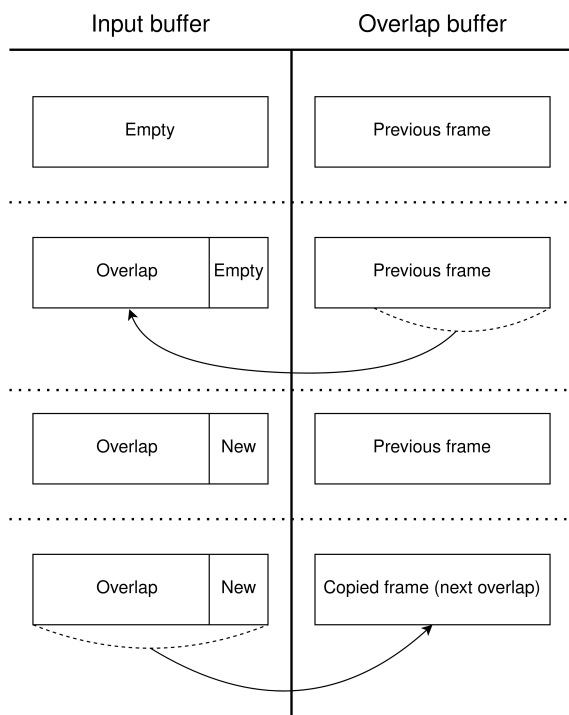 Input buffer
Overlap buffer
Empty
Previous frame
Overlap
Empty
Previous frame
Overlap
New
Previous frame
Overlap
New
Copied frame (next overlap)